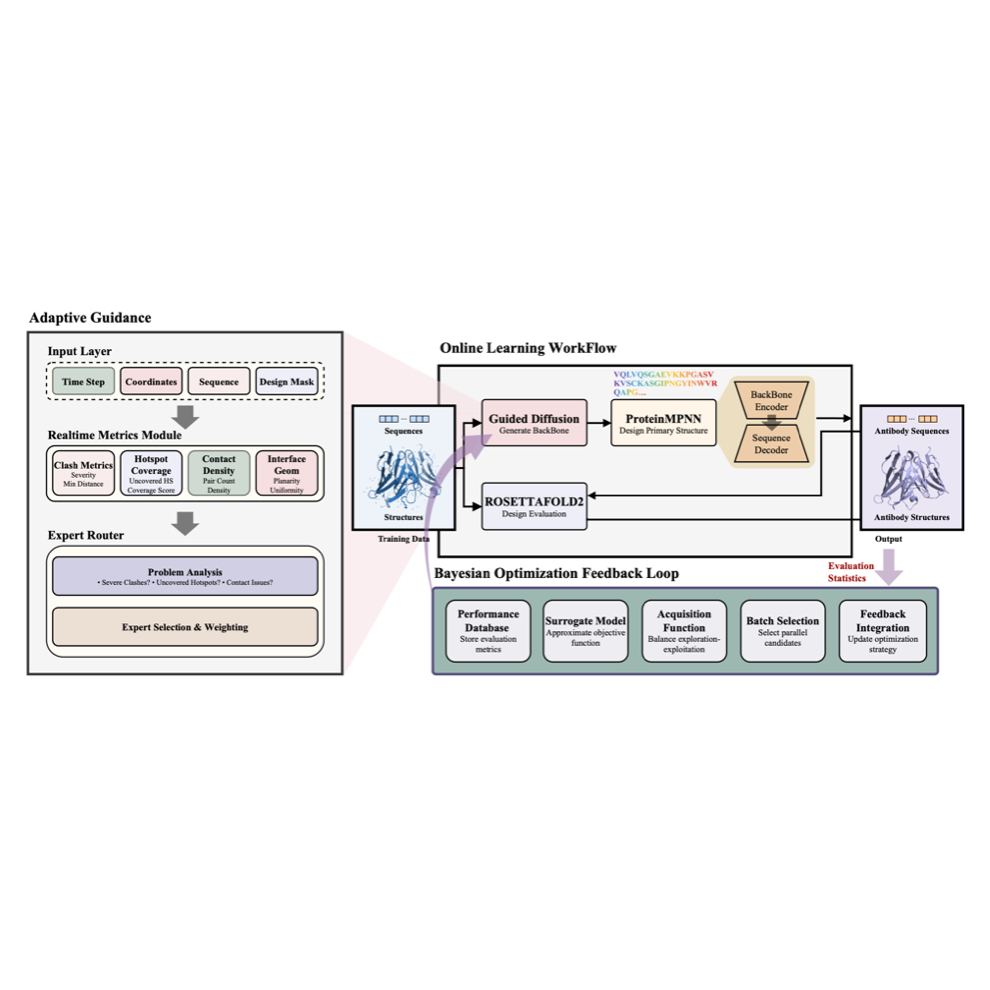 Adaptive Guidance
Input Layer
Time Step
Coordinates
Sequence
Design Mask
Realtime Metrics Module
Clash Metrics
Severity
Min Distance
Hotspot
Coverage
Uncovered HS
Coverage Score
Contact
Density
Pair Count
Density
Interface
Geom
Planarity
Uniformity
Expert Router
Problem Analysis
• Severe Clashes? • Uncovered Hotspots? • Contact Issues?
Expert Selection & Weighting
Sequences
Structures
Training Data
Online Learning WorkFlow
Guided Diffusion
Generate BackBone
VQLVQSGAEVKKPGASV
KVSCKASGIPNGYINWVR
QAPG...
ProteinMPNN
Design Primary Structure
BackBone
Encoder
Sequence
Decoder
ROSETTAFOLD2
Design Evaluation
Antibody Sequences
Antibody Structures
Output
Evaluation
Statistics
Bayesian Optimization Feedback Loop
Performance
Database
Store evaluation
metrics
Surrogate Model
Approximate objective
function
Acquisition
Function
Balance exploration-
exploitation
Batch Selection
Select parallel
candidates
Feedback
Integration
Update optimization
strategy